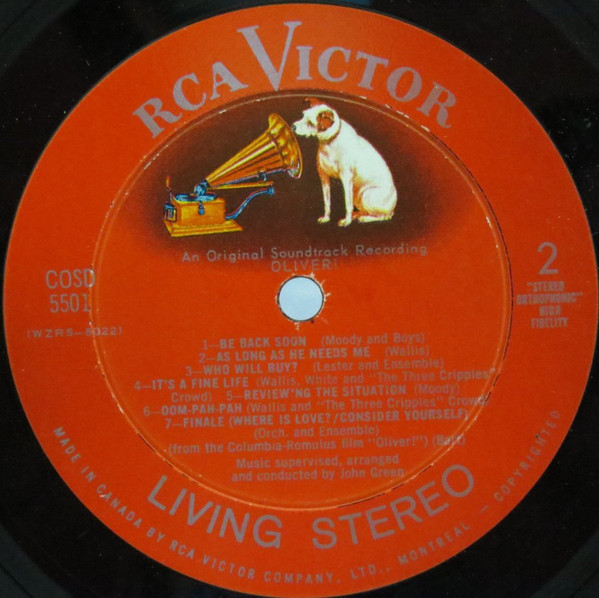 RCA VICTOR
An Original Soundtrack Recording
OLIVER!
COSD
5501
(WZRS-8022)
2
"STEREO
ORTHOPHONIC"
HIGH
FIDELITY
1—BE BACK SOON (Moody and Boys)
2—AS LONG AS HE NEEDS ME (Wallis)
3—WHO WILL BUY? (Lester and Ensemble)
4—IT'S A FINE LIFE (Wallis, White and "The Three Cripples"
Crowd) 5—REVIEW'NG THE SITUATION (Moody)
6—OOM-PAH-PAH (Wallis and "The Three Cripples" Crowd)
7—FINALE (WHERE IS LOVE?/CONSIDER YOURSELF)
(Orch. and Ensemble)
(from the Columbia-Romulus film "Oliver!") (Bart)
Music supervised, arranged
and conducted by John Green
LIVING STEREO
MADE IN CANADA BY RCA VICTOR COMPANY, LTD., MONTREAL — COPYRIGHTED